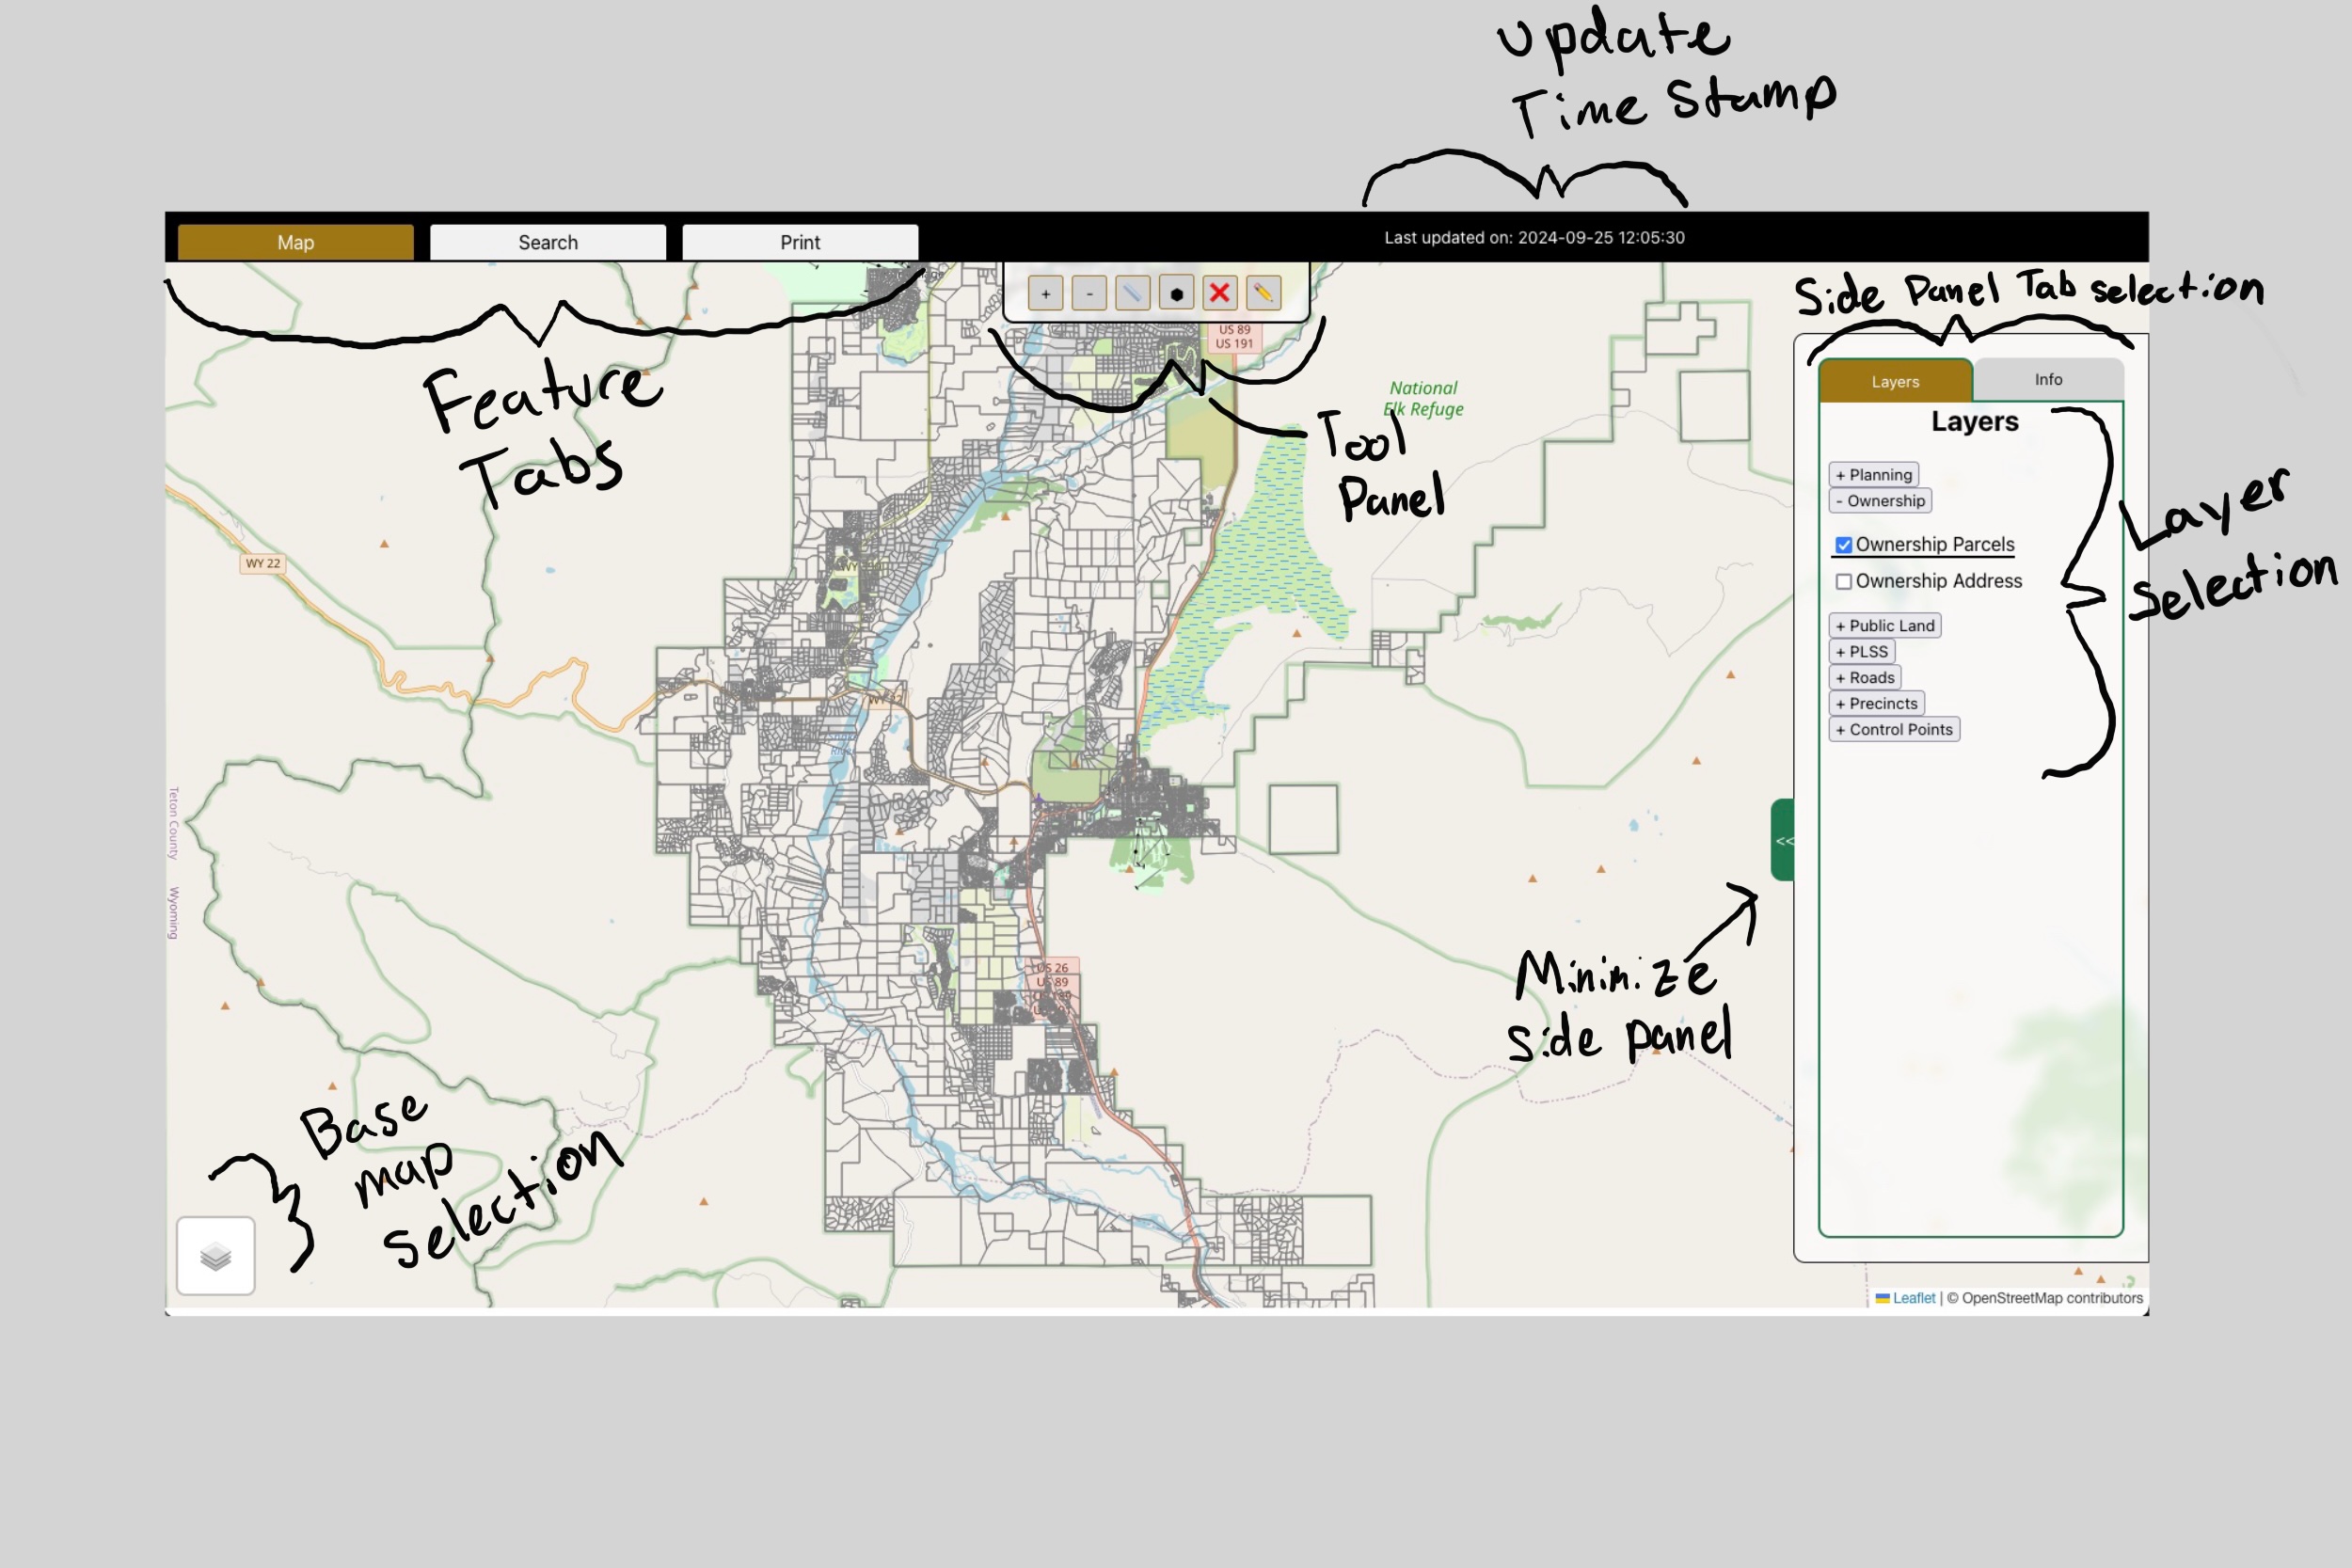 Update
Time Stamp
Map
Search
Print
Last updated on: 2024-09-25 12:05:30
Side Panel Tab selection
+
-
US 89
US 191
Feature
Tabs
National
Elk Refuge
Tool
Panel
Layers
Info
Layers
+ Planning
- Ownership
Ownership Parcels
Ownership Address
+ Public Land
+ PLSS
+ Roads
+ Precincts
+ Control Points
Layer
Selection
WY 22
Teton County
Wyoming
<<
Minimize
Side panel
US 26
US 89
Base
map
Selection
Leaflet | © OpenStreetMap contributors